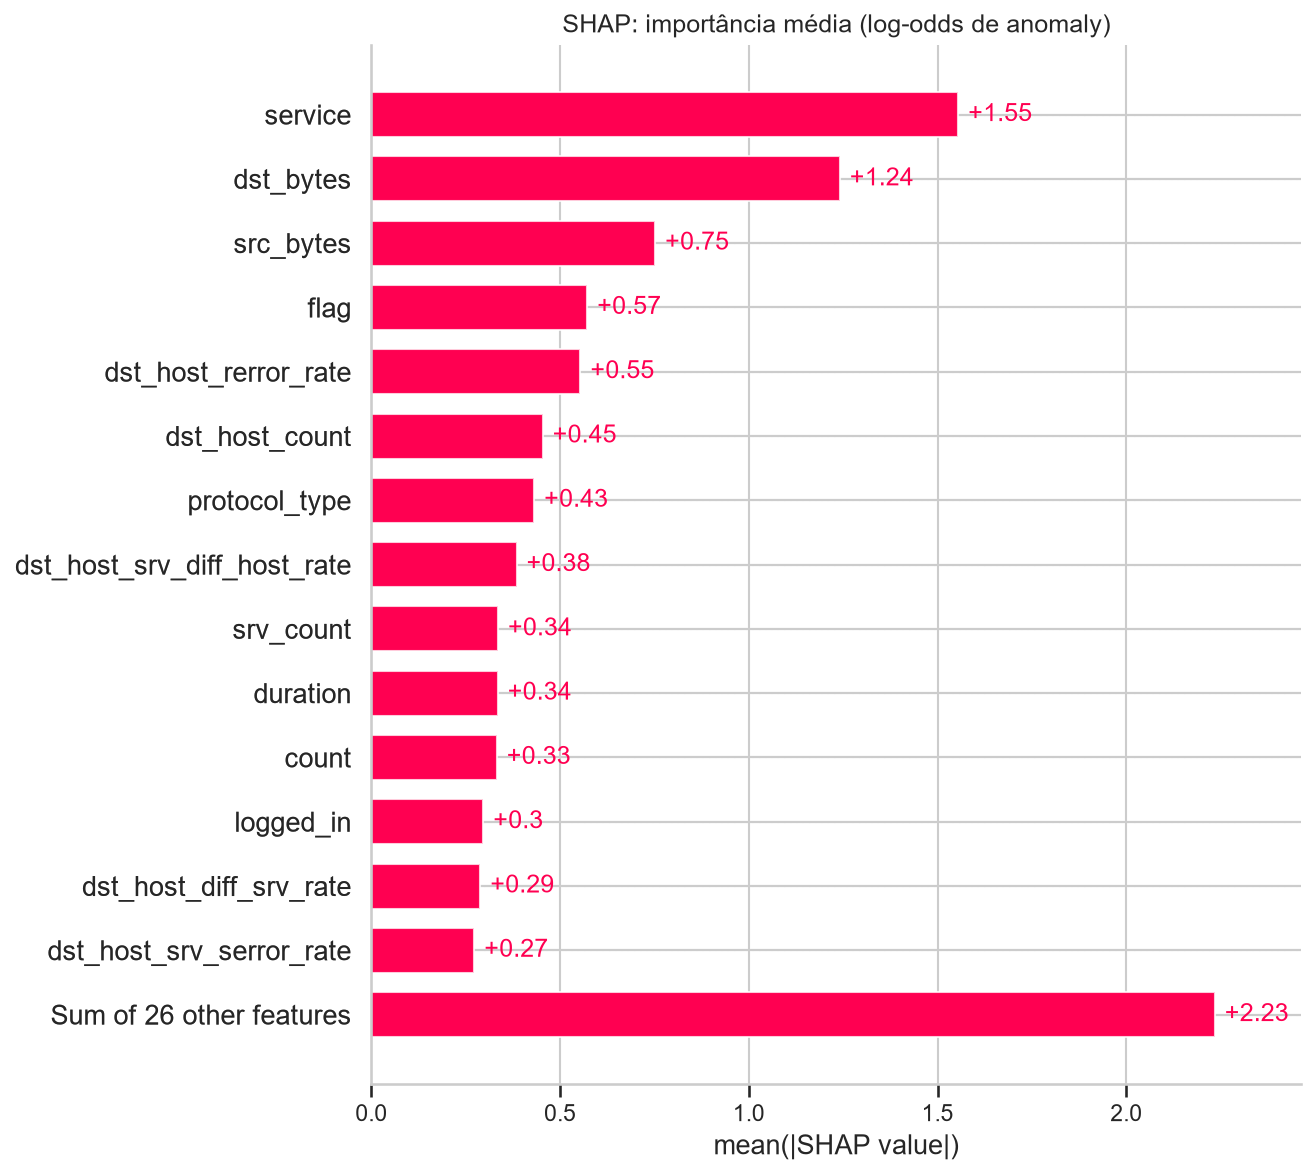 SHAP: importância média (log-odds de anomaly)
service +1.55
dst_bytes +1.24
src_bytes +0.75
flag +0.57
dst_host_rerror_rate +0.55
dst_host_count +0.45
protocol_type +0.43
dst_host_srv_diff_host_rate +0.38
srv_count +0.34
duration +0.34
count +0.33
logged_in +0.3
dst_host_diff_srv_rate +0.29
dst_host_srv_serror_rate +0.27
Sum of 26 other features +2.23
0.0 0.5 1.0 1.5 2.0
mean(|SHAP value|)